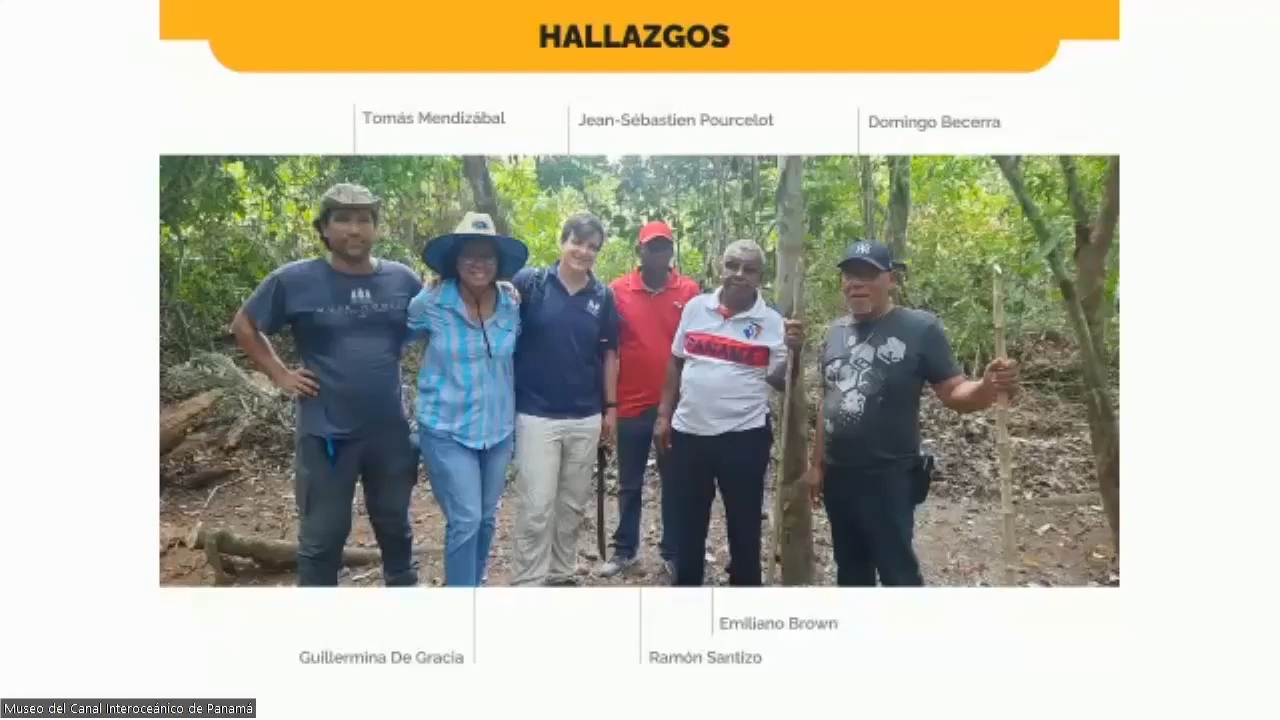 HALLAZGOS
Tomás Mendizábal
Jean-Sébastien Pourcelot
Domingo Becerra
PANAMÁ
Emiliano Brown
Guillermina De Gracia
Ramón Santizo
Museo del Canal Interoceánico de Panamá